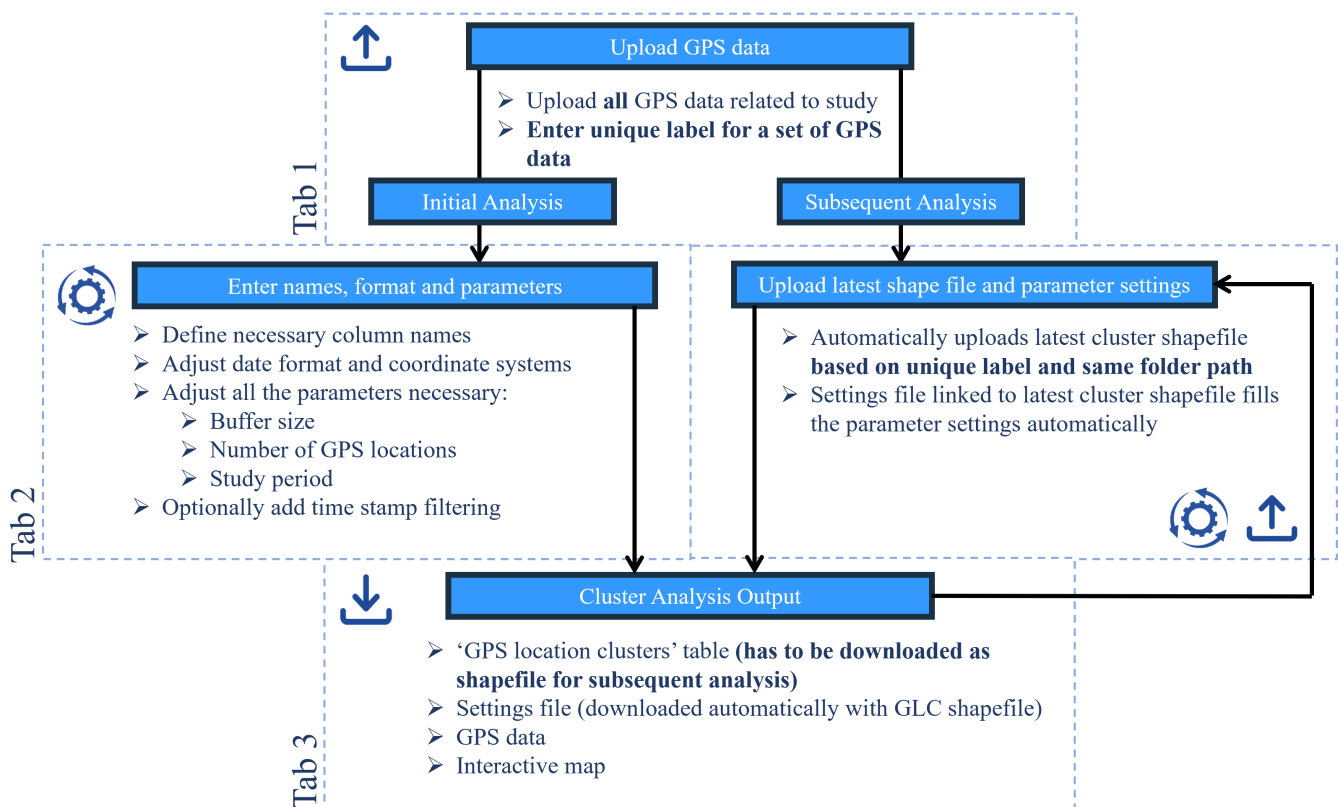 Tab 1
Upload GPS data
➢ Upload all GPS data related to study
➢ Enter unique label for a set of GPS
data
Initial Analysis
Subsequent Analysis
Tab 2
Enter names, format and parameters
➢ Define necessary column names
➢ Adjust date format and coordinate systems
➢ Adjust all the parameters necessary:
➢ Buffer size
➢ Number of GPS locations
➢ Study period
➢ Optionally add time stamp filtering
Upload latest shape file and parameter settings
➢ Automatically uploads latest cluster shapefile
based on unique label and same folder path
➢ Settings file linked to latest cluster shapefile fills
the parameter settings automatically
Tab 3
Cluster Analysis Output
➢ ‘GPS location clusters’ table (has to be downloaded as
shapefile for subsequent analysis)
➢ Settings file (downloaded automatically with GLC shapefile)
➢ GPS data
➢ Interactive map